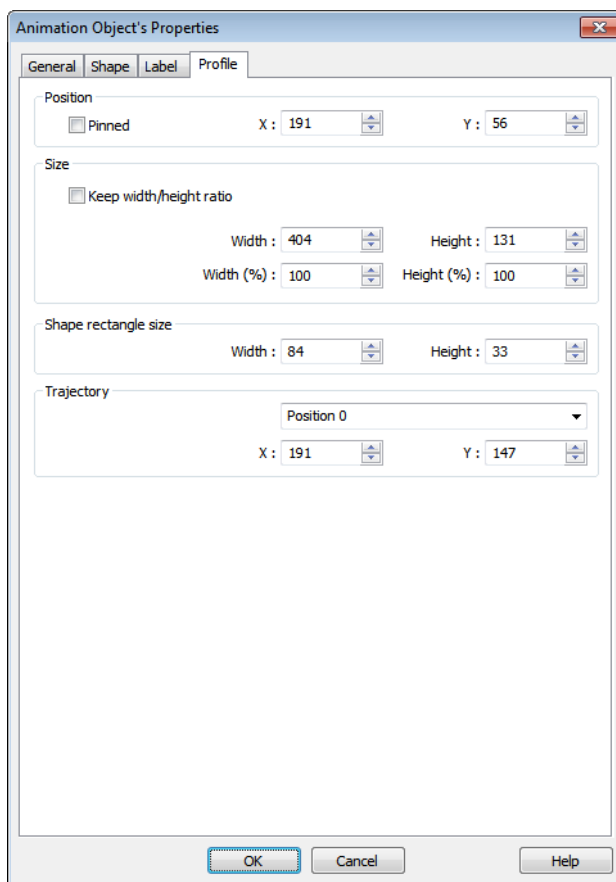 Animation Object's Properties
General Shape Label Profile
Position
Pinned X : 191 Y : 56
Size
Keep width/height ratio
Width : 404 Height : 131
Width (%) : 100 Height (%) : 100
Shape rectangle size
Width : 84 Height : 33
Trajectory
Position 0
X : 191 Y : 147
OK Cancel Help